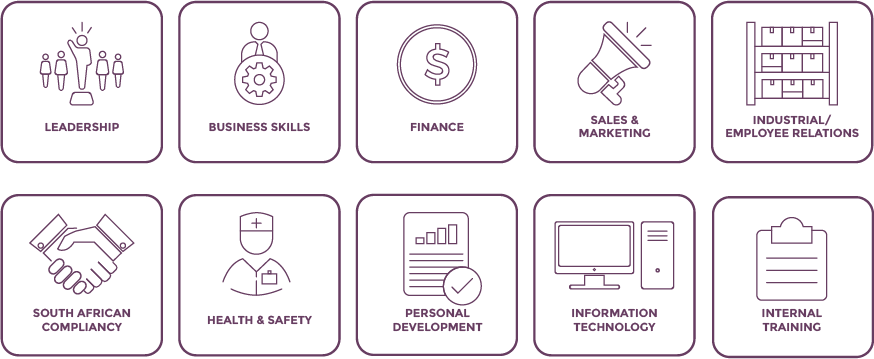 LEADERSHIP
BUSINESS SKILLS
$
FINANCE
SALES &
MARKETING
INDUSTRIAL/
EMPLOYEE RELATIONS
SOUTH AFRICAN
COMPLIANCY
HEALTH & SAFETY
PERSONAL
DEVELOPMENT
INFORMATION
TECHNOLOGY
INTERNAL
TRAINING